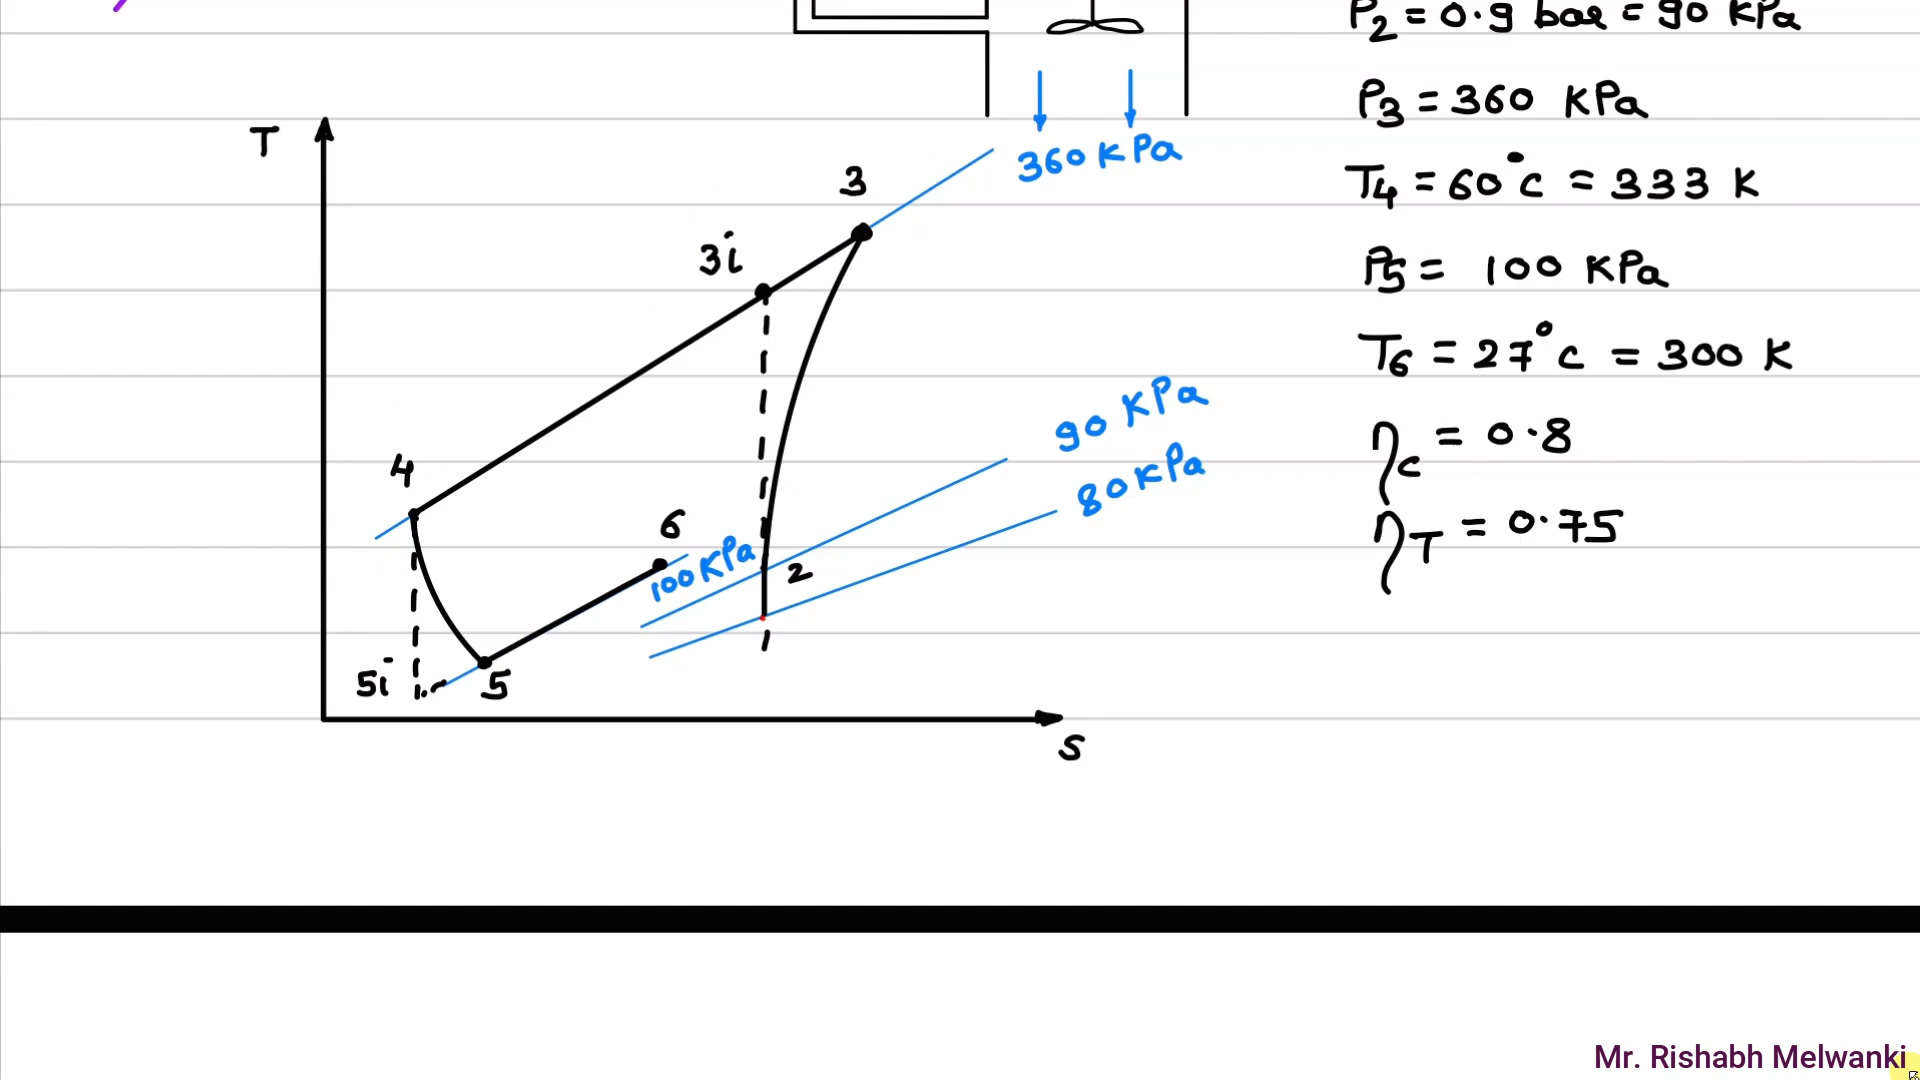 P2 = 0.9 bar = 90 kPa
P3 = 360 KPa
T4 = 60°C = 333 K
P5 = 100 KPa
T6 = 27°C = 300 K
ηc = 0.8
ηT = 0.75
T
360 KPa
3
3i
90 KPa
80 KPa
4
6
100 KPa
2
5i
5
S
Mr. Rishabh Melwanki